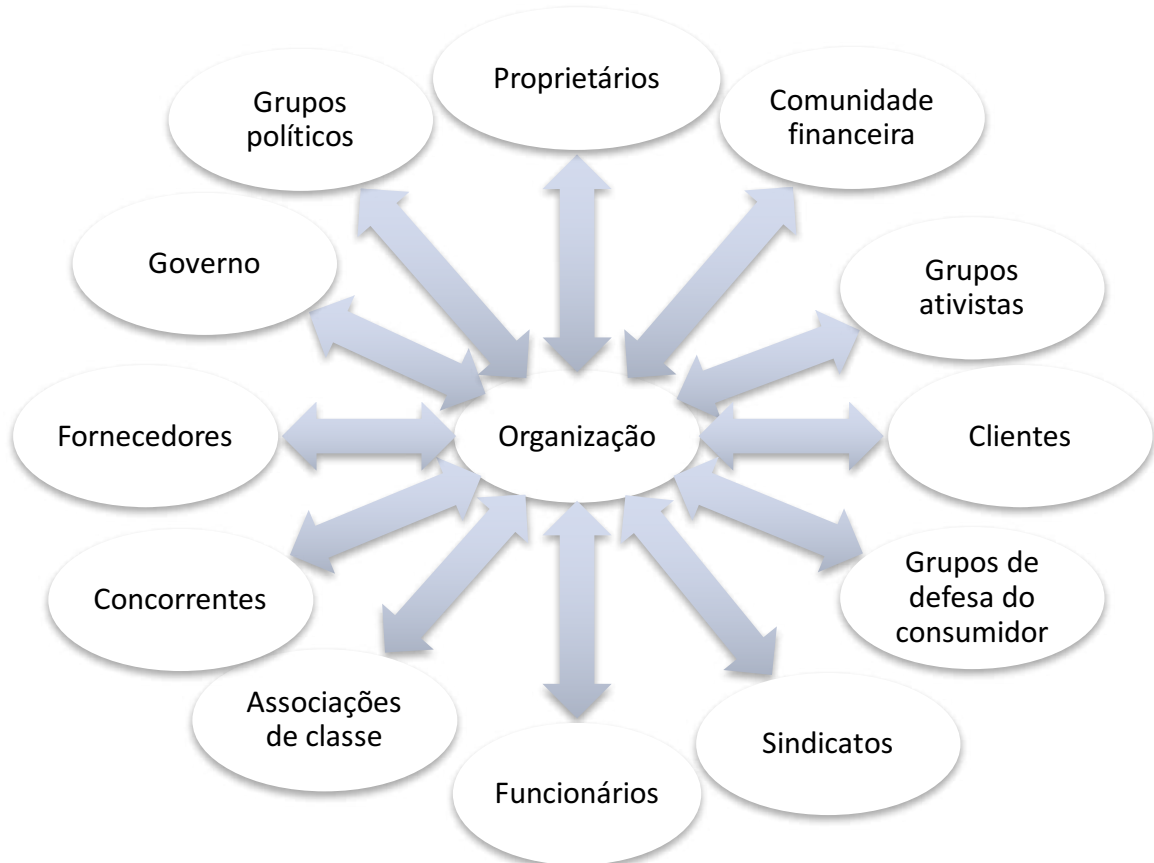 Proprietários
Grupos
políticos
Comunidade
financeira
Governo
Grupos
ativistas
Fornecedores
Organização
Clientes
Concorrentes
Grupos de
defesa do
consumidor
Associações
de classe
Sindicatos
Funcionários